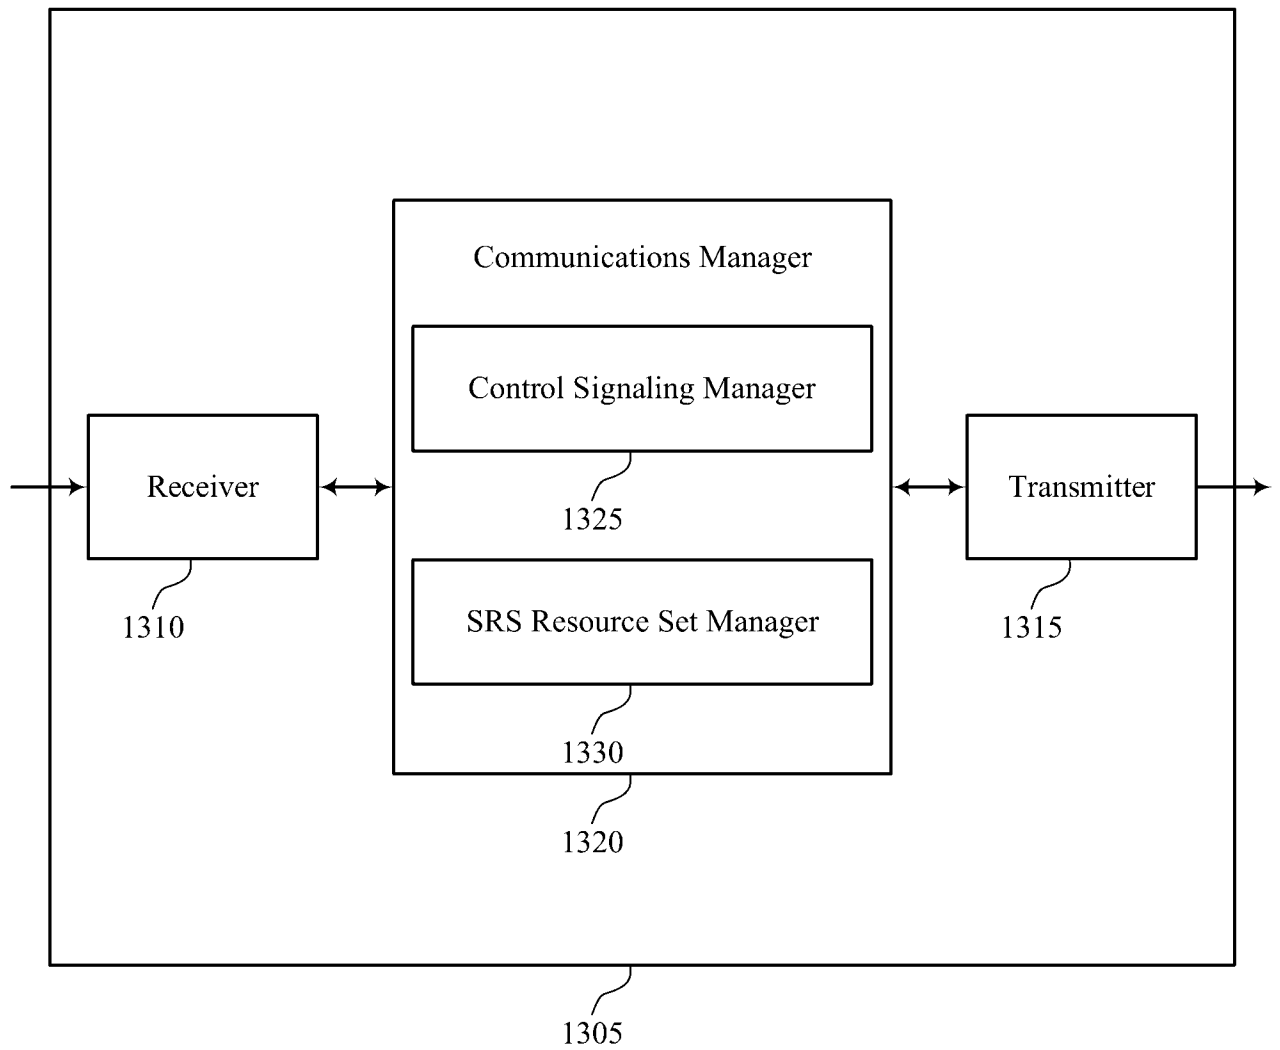 Communications Manager
Control Signaling Manager
1325
Receiver
1310
Transmitter
1315
SRS Resource Set Manager
1330
1320
1305